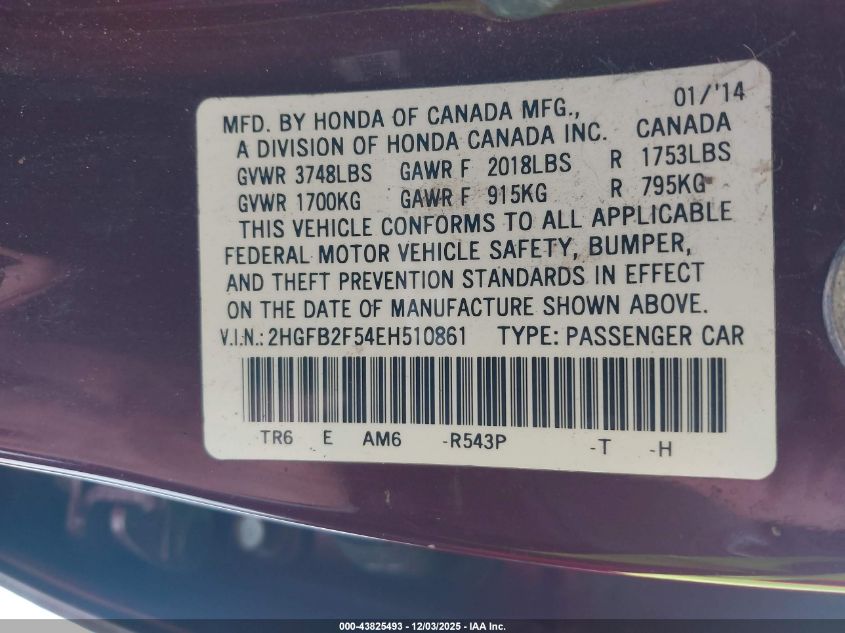 01/'14
MFD. BY HONDA OF CANADA MFG.,
A DIVISION OF HONDA CANADA INC. CANADA
GVWR 3748LBS GAWR F 2018LBS R 1753LBS
GVWR 1700KG GAWR F 915KG R 795KG
THIS VEHICLE CONFORMS TO ALL APPLICABLE
FEDERAL MOTOR VEHICLE SAFETY, BUMPER,
AND THEFT PREVENTION STANDARDS IN EFFECT
ON THE DATE OF MANUFACTURE SHOWN ABOVE.
V.I.N.: 2HGFB2F54EH510861 TYPE: PASSENGER CAR
TR6 E AM6 -R543P -T -H
000-43825493 - 12/03/2025 - IAA Inc.